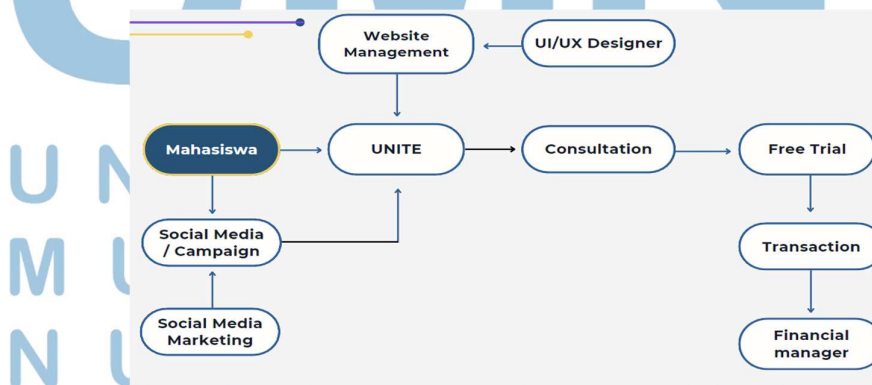 Website
Management
UI/UX Designer
Mahasiswa
UNITE
Consultation
Free Trial
Social Media
/ Campaign
Transaction
Social Media
Marketing
Financial
manager
U N
M U
N U